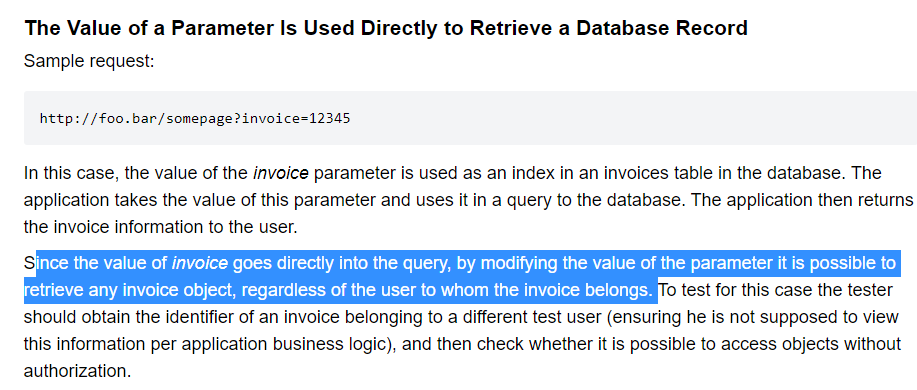 The Value of a Parameter Is Used Directly to Retrieve a Database Record
Sample request:
http://foo.bar/somepage?invoice=12345
In this case, the value of the invoice parameter is used as an index in an invoices table in the database. The
application takes the value of this parameter and uses it in a query to the database. The application then returns
the invoice information to the user.
Since the value of invoice goes directly into the query, by modifying the value of the parameter it is possible to
retrieve any invoice object, regardless of the user to whom the invoice belongs. To test for this case the tester
should obtain the identifier of an invoice belonging to a different test user (ensuring he is not supposed to view
this information per application business logic), and then check whether it is possible to access objects without
authorization.